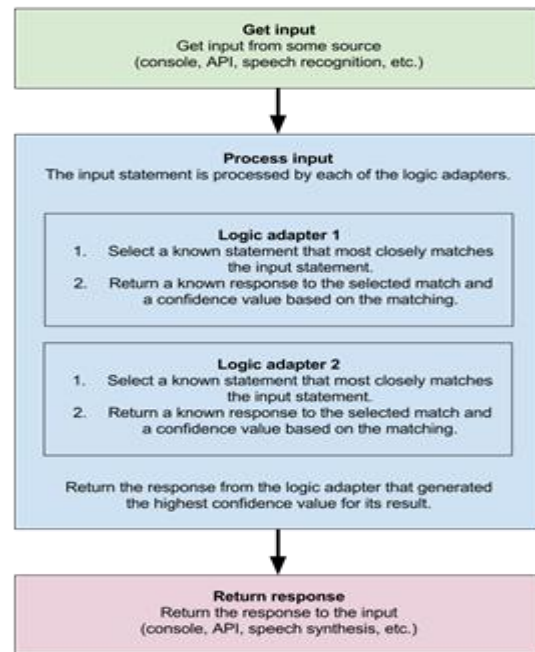 Get input
Get input from some source
(console, API, speech recognition, etc.)
Process input
The input statement is processed by each of the logic adapters.
Logic adapter 1
1. Select a known statement that most closely matches
the input statement.
2. Return a known response to the selected match and
a confidence value based on the matching.
Logic adapter 2
1. Select a known statement that most closely matches
the input statement.
2. Return a known response to the selected match and
a confidence value based on the matching.
Return the response from the logic adapter that generated
the highest confidence value for its result.
Return response
Return the response to the input
(console, API, speech synthesis, etc.)